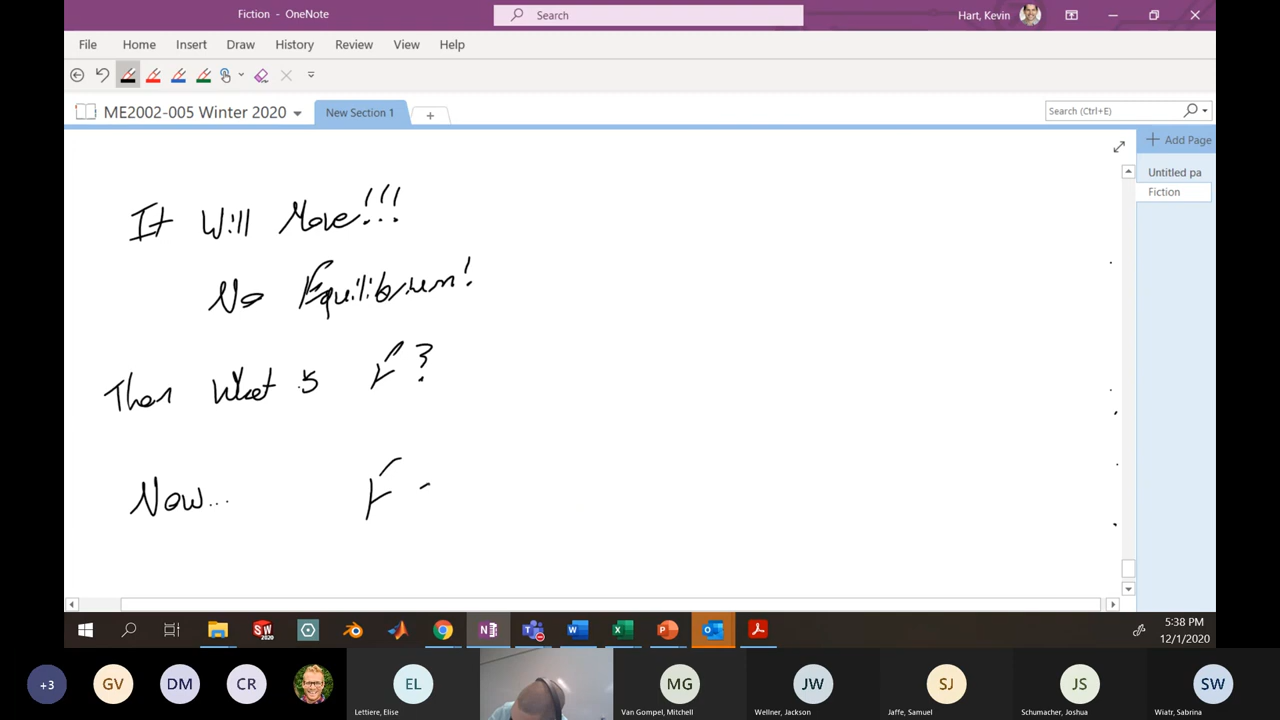 Fiction - OneNote
Search
Hart, Kevin
File Home Insert Draw History Review View Help
ME2002-005 Winter 2020
New Section 1
Search (Ctrl+E)
Add Page
Untitled pa
Fiction
It Will Move!!!
No Equilibrium!
Then What is F?
Now... F -
5:38 PM
12/1/2020
+3 GV DM CR EL MG JW SJ JS SW
Lettiere, Elise Van Gompel, Mitchell Wellner, Jackson Jaffe, Samuel Schumacher, Joshua Wiatr, Sabrina